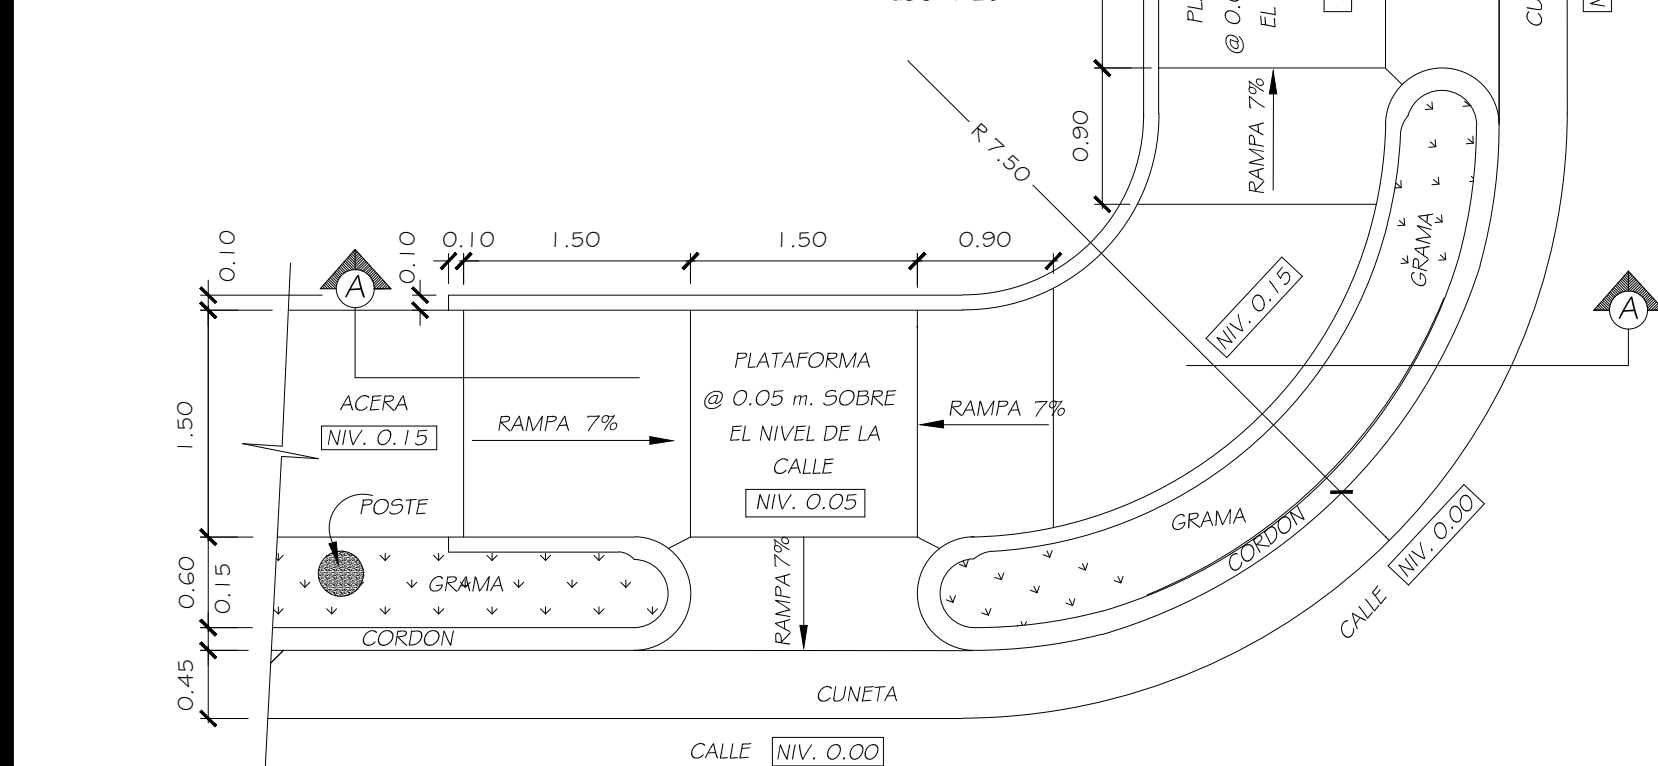 R 7.50
0.90
RAMPA 7%
GRAMA
0.10
A
0.10
0.10
1.50
1.50
0.90
NIV. 0.15
A
1.50
ACERA
NIV. 0.15
RAMPA 7%
PLATAFORMA
@ 0.05 m. SOBRE
EL NIVEL DE LA
CALLE
NIV. 0.05
RAMPA 7%
POSTE
GRAMA
CORDON
NIV. 0.00
CALLE
0.60
0.15
GRAMA
RAMPA 7%
CORDON
0.45
CUNETA
CALLE
NIV. 0.00